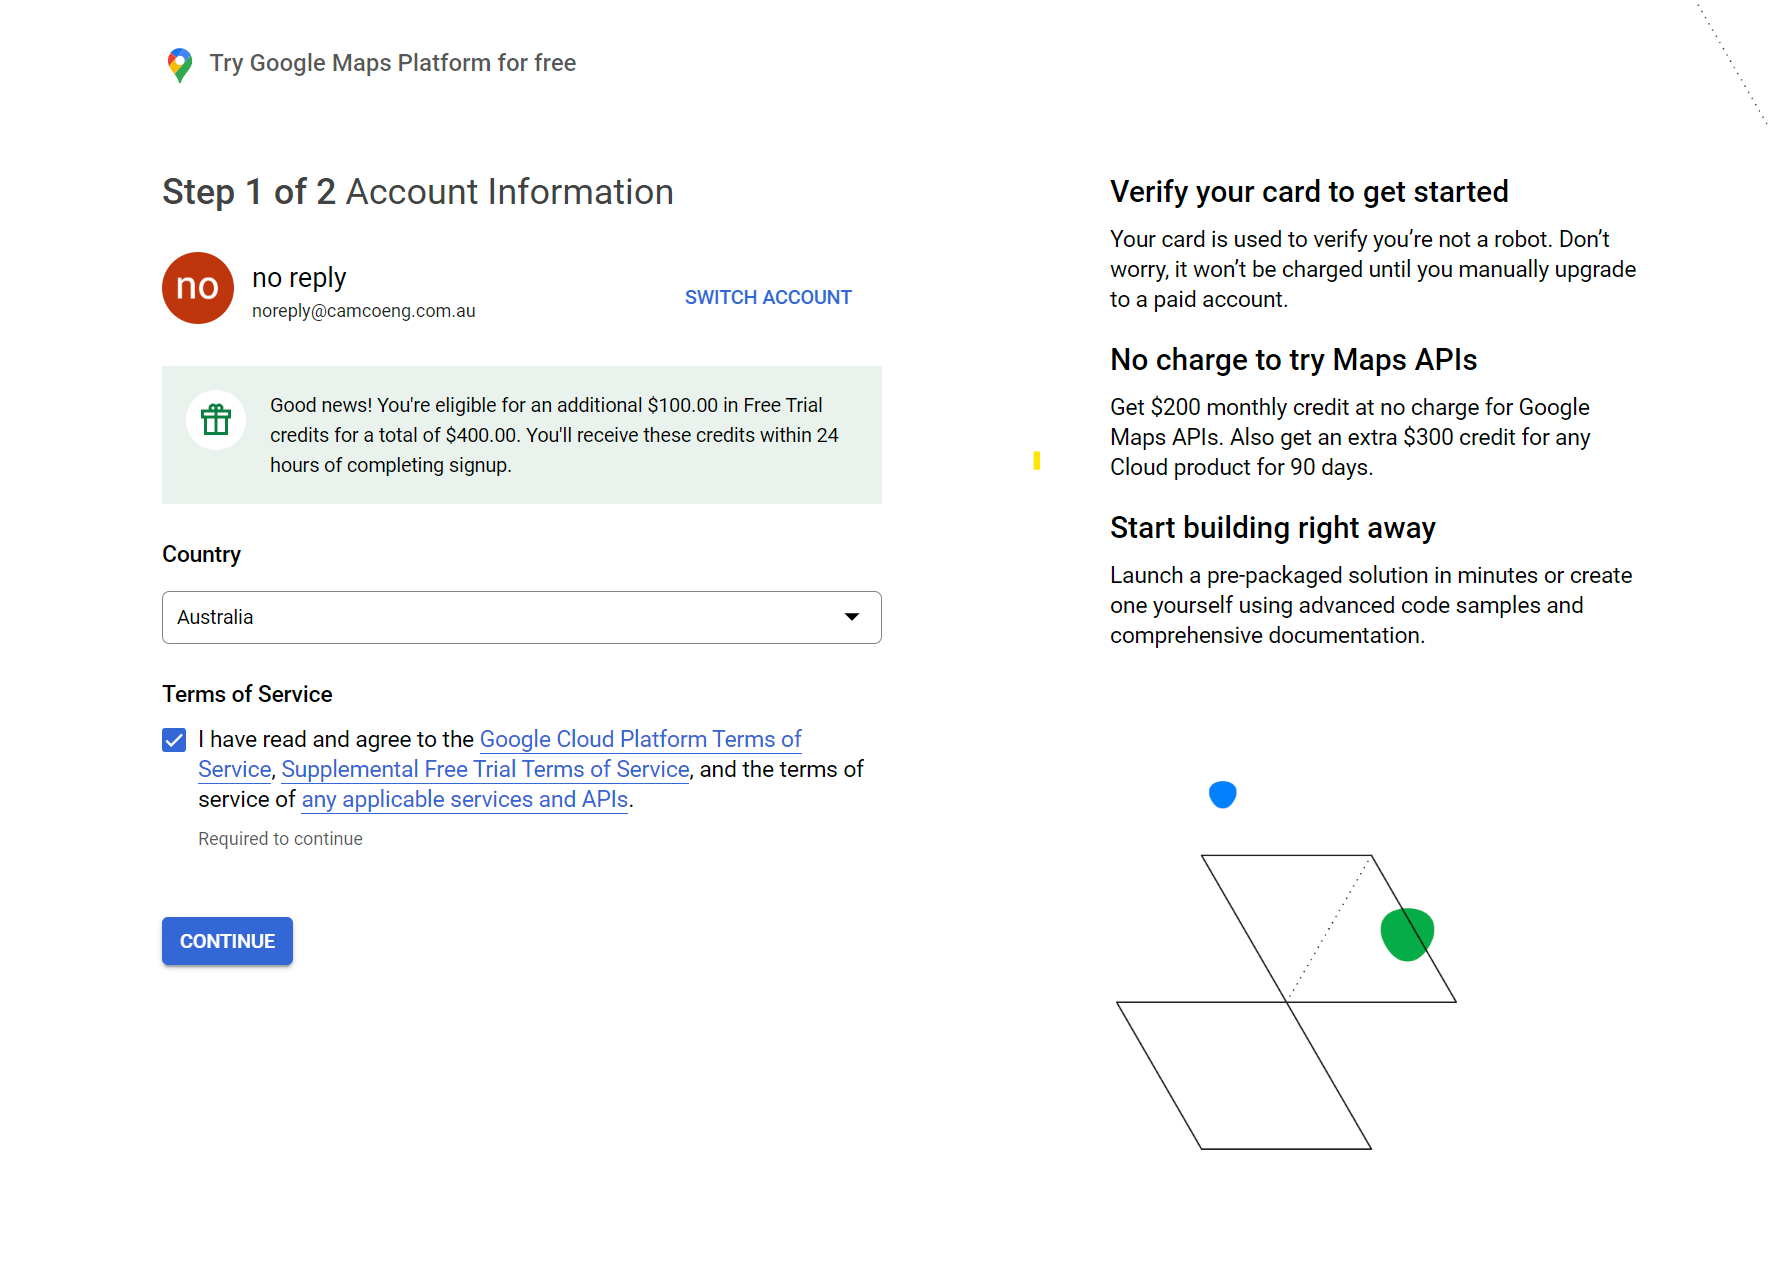 Try Google Maps Platform for free
Step 1 of 2 Account Information
no
no reply
noreply@camcoeng.com.au
SWITCH ACCOUNT
Good news! You're eligible for an additional $100.00 in Free Trial
credits for a total of $400.00. You'll receive these credits within 24
hours of completing signup.
Country
Australia
Terms of Service
I have read and agree to the Google Cloud Platform Terms of
Service, Supplemental Free Trial Terms of Service, and the terms of
service of any applicable services and APIs.
Required to continue
CONTINUE
Verify your card to get started
Your card is used to verify you’re not a robot. Don’t
worry, it won’t be charged until you manually upgrade
to a paid account.
No charge to try Maps APIs
Get $200 monthly credit at no charge for Google
Maps APIs. Also get an extra $300 credit for any
Cloud product for 90 days.
Start building right away
Launch a pre-packaged solution in minutes or create
one yourself using advanced code samples and
comprehensive documentation.